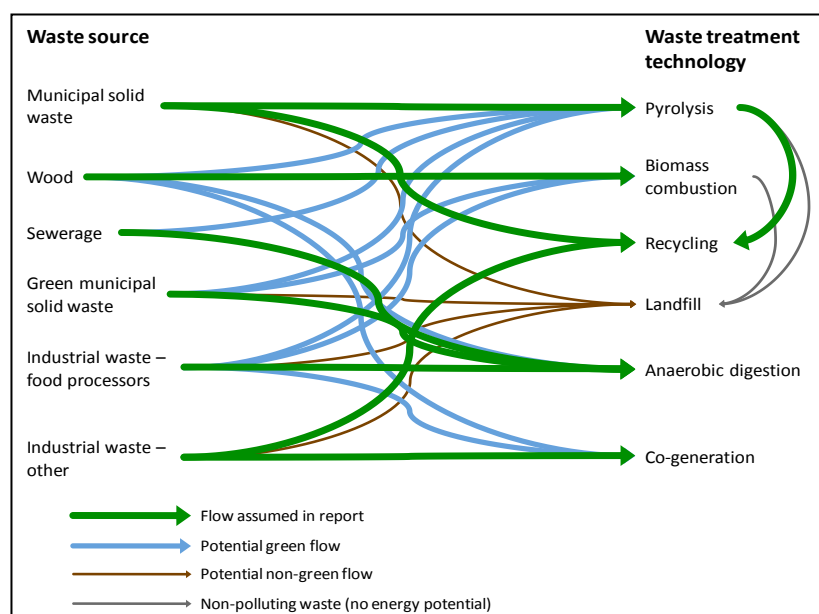 Waste source
Waste treatment
technology
Municipal solid
waste
Pyrolysis
Wood
Biomass
combustion
Sewerage
Recycling
Green municipal
solid waste
Landfill
Industrial waste –
food processors
Anaerobic digestion
Industrial waste –
other
Co-generation
Flow assumed in report
Potential green flow
Potential non-green flow
Non-polluting waste (no energy potential)